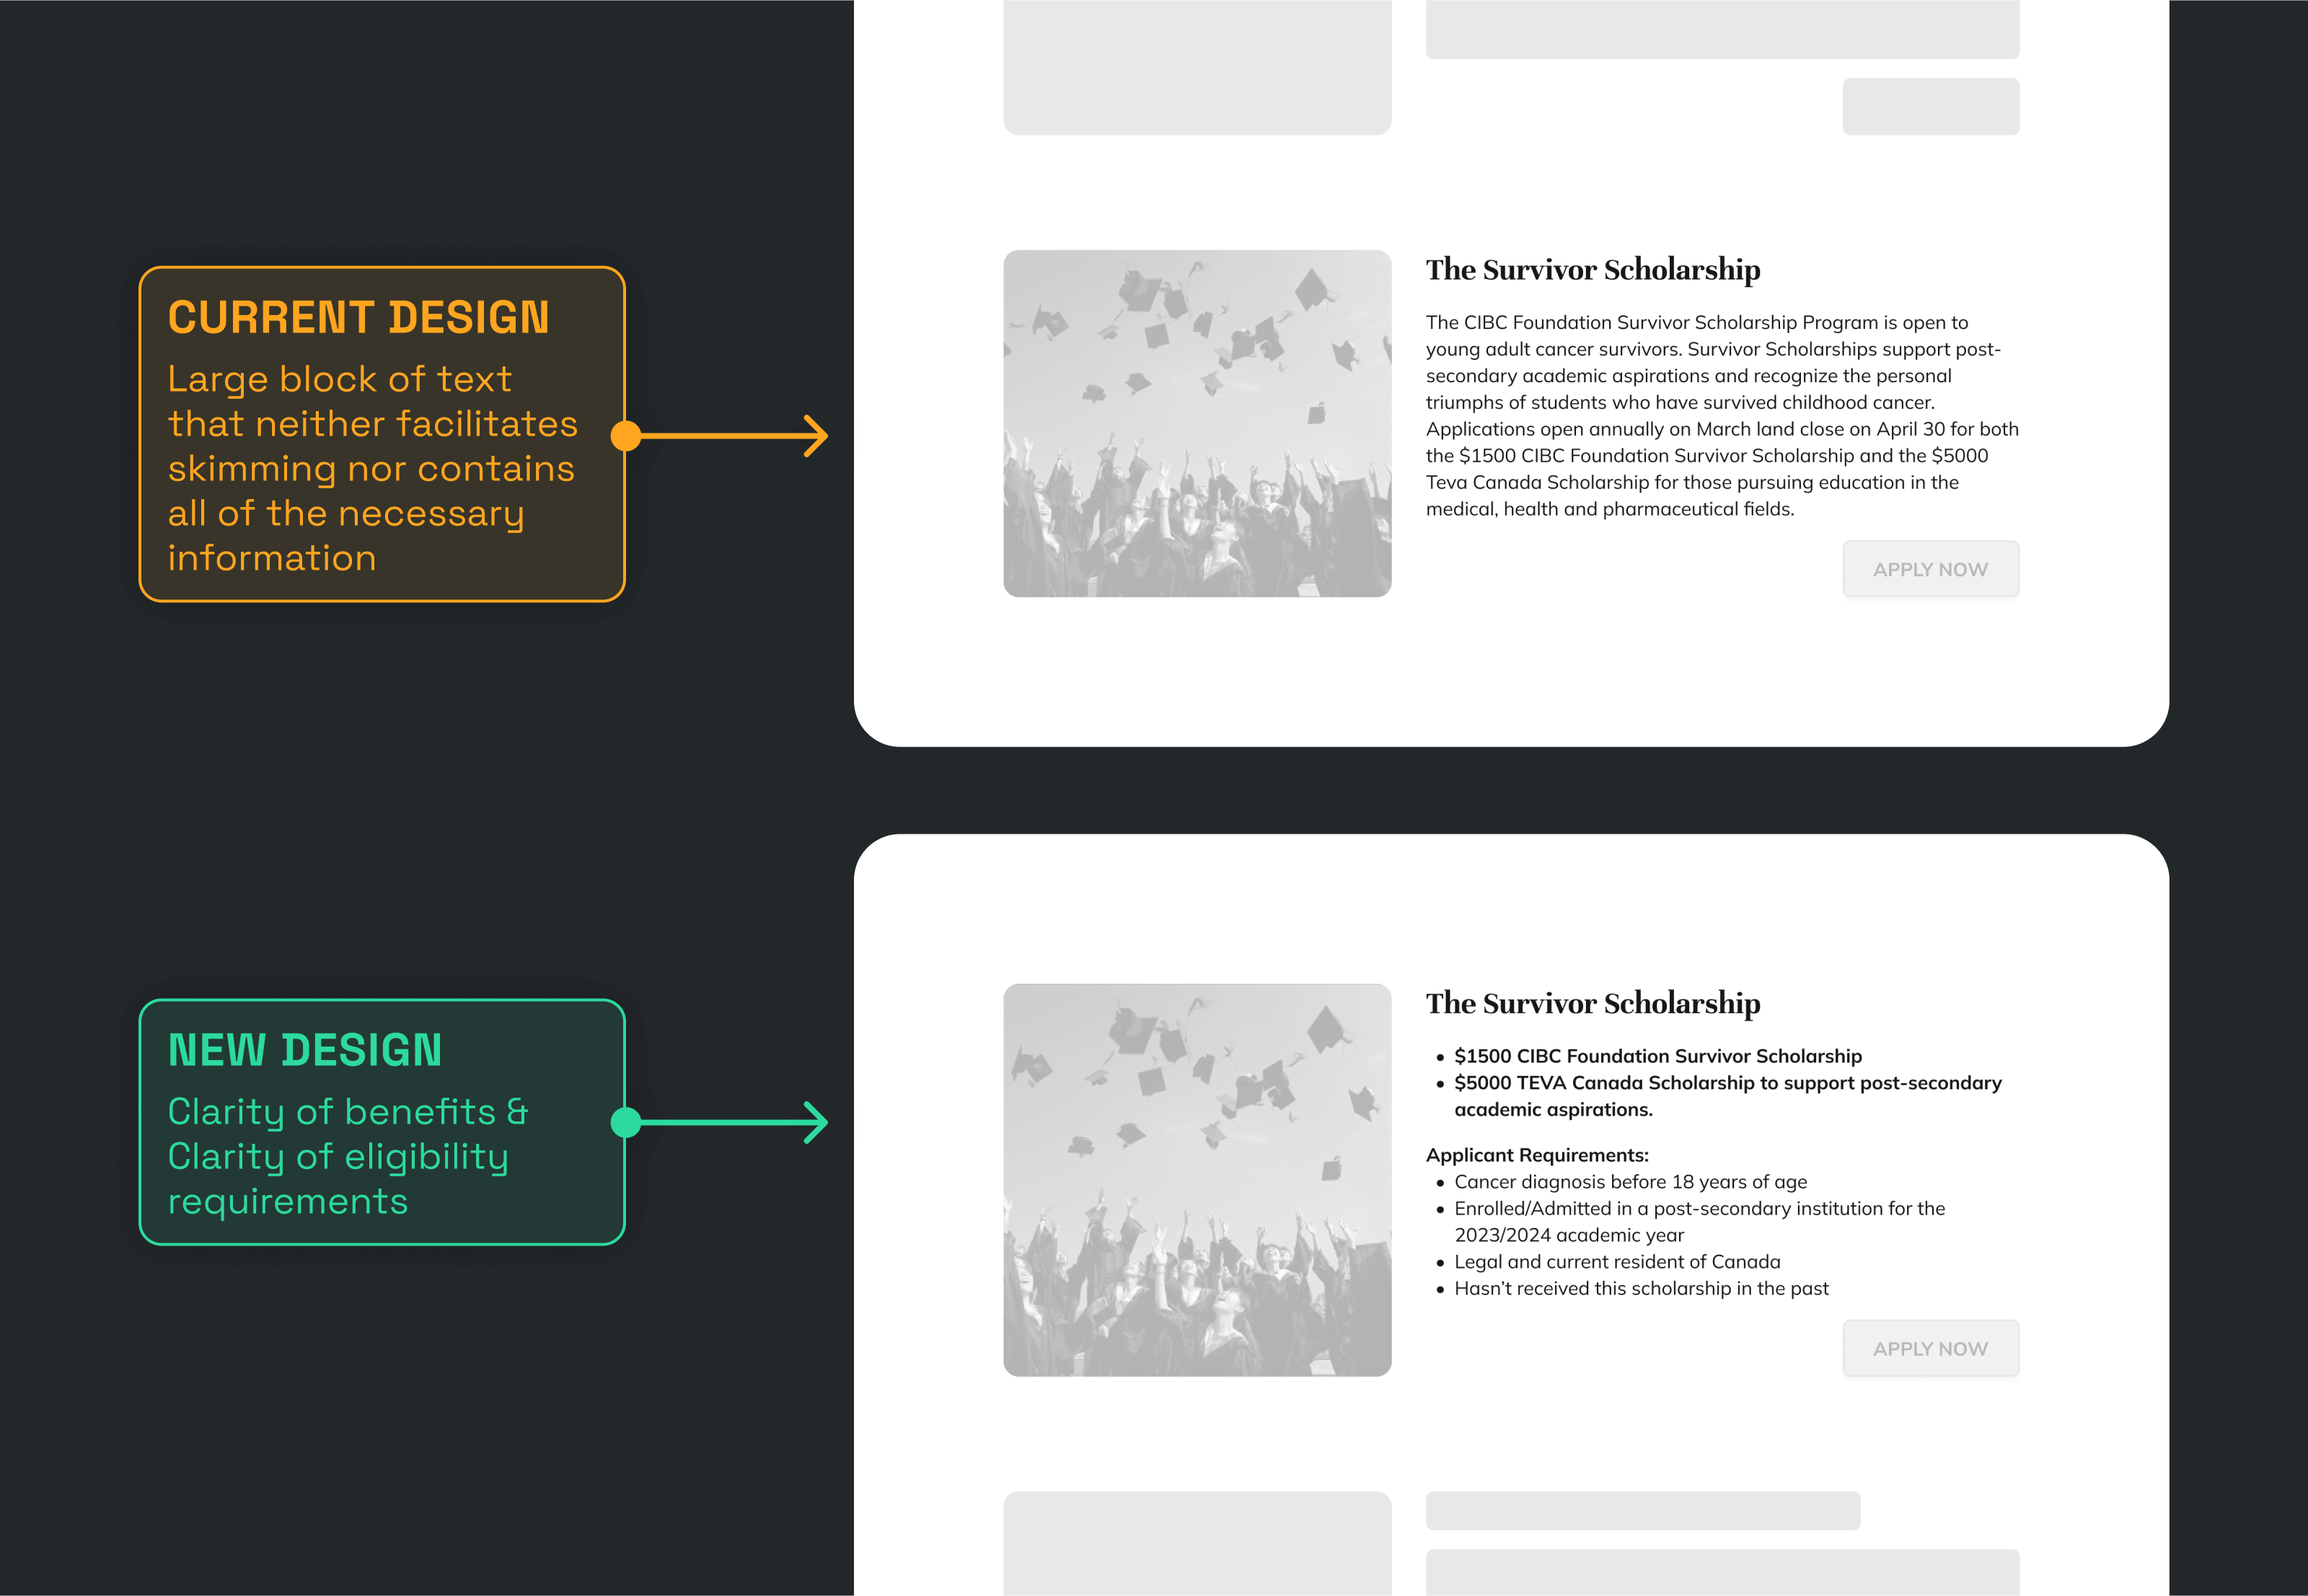 CURRENT DESIGN
Large block of text
that neither facilitates
skimming nor contains
all of the necessary
information
The Survivor Scholarship
The CIBC Foundation Survivor Scholarship Program is open to
young adult cancer survivors. Survivor Scholarships support post-
secondary academic aspirations and recognize the personal
triumphs of students who have survived childhood cancer.
Applications open annually on March land close on April 30 for both
the $1500 CIBC Foundation Survivor Scholarship and the $5000
Teva Canada Scholarship for those pursuing education in the
medical, health and pharmaceutical fields.
APPLY NOW
NEW DESIGN
Clarity of benefits &
Clarity of eligibility
requirements
The Survivor Scholarship
• $1500 CIBC Foundation Survivor Scholarship
• $5000 TEVA Canada Scholarship to support post-secondary
academic aspirations.
Applicant Requirements:
• Cancer diagnosis before 18 years of age
• Enrolled/Admitted in a post-secondary institution for the
2023/2024 academic year
• Legal and current resident of Canada
• Hasn’t received this scholarship in the past
APPLY NOW